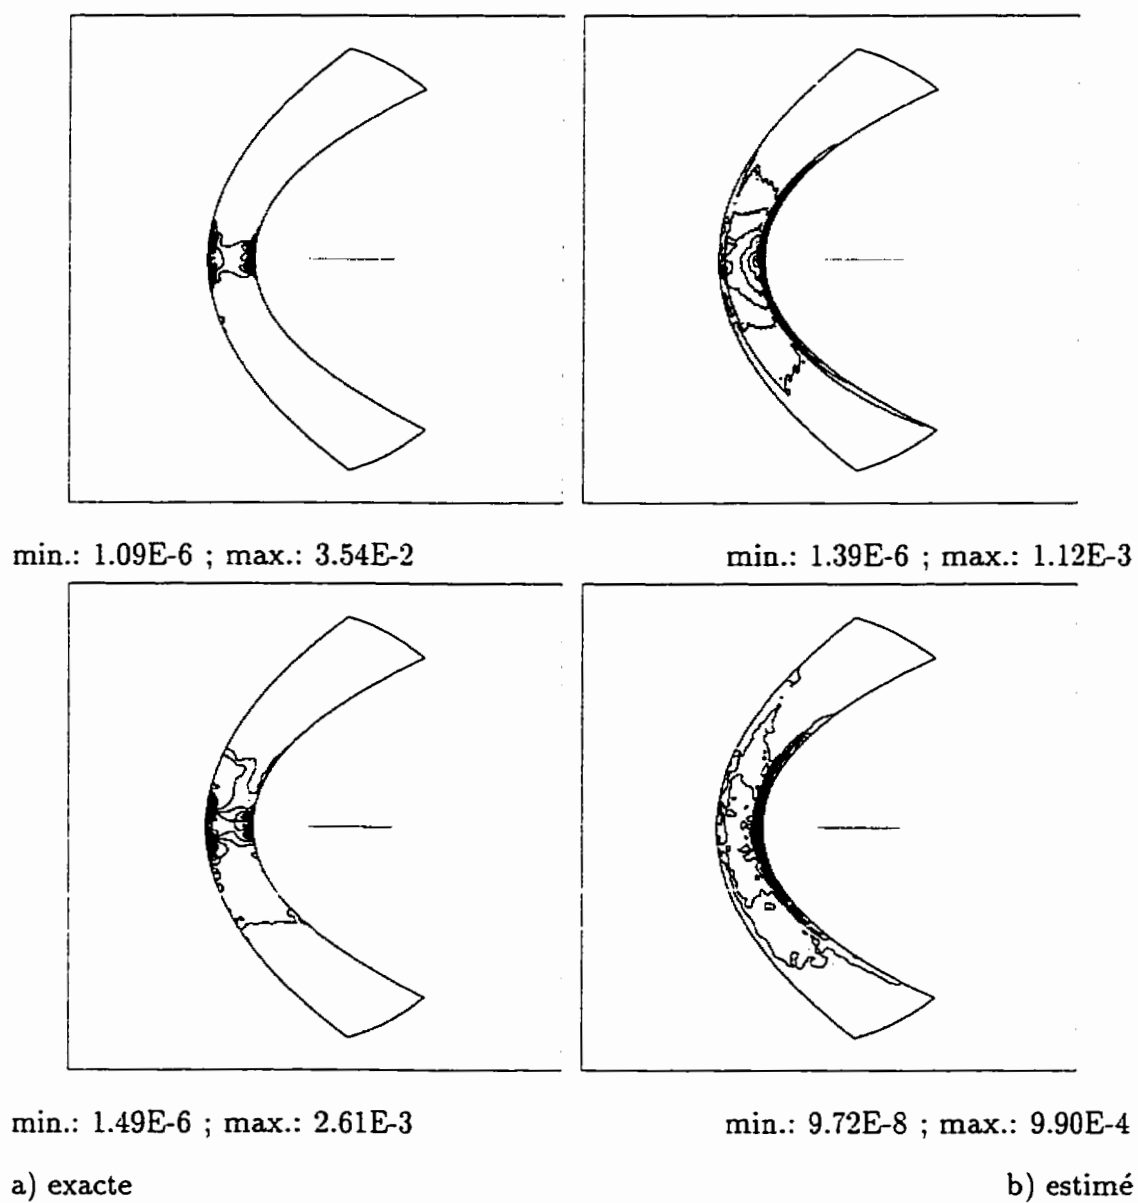 min.: 1.09E-6 ; max.: 3.54E-2
min.: 1.39E-6 ; max.: 1.12E-3
min.: 1.49E-6 ; max.: 2.61E-3
min.: 9.72E-8 ; max.: 9.90E-4
a) exacte
b) estimé